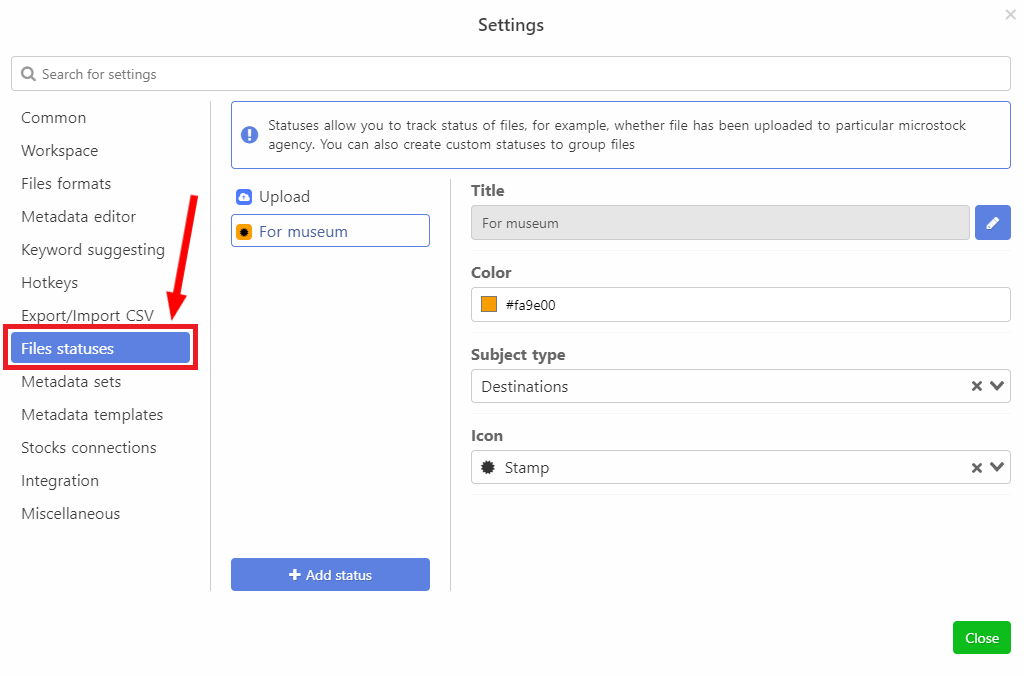 Settings
Search for settings
Common
Workspace
Files formats
Metadata editor
Keyword suggesting
Hotkeys
Export/Import CSV
Files statuses
Metadata sets
Metadata templates
Stocks connections
Integration
Miscellaneous
Statuses allow you to track status of files, for example, whether file has been uploaded to particular microstock
agency. You can also create custom statuses to group files
Upload
For museum
Add status
Title
For museum
Color
#fa9e00
Subject type
Destinations
Icon
Stamp
Close